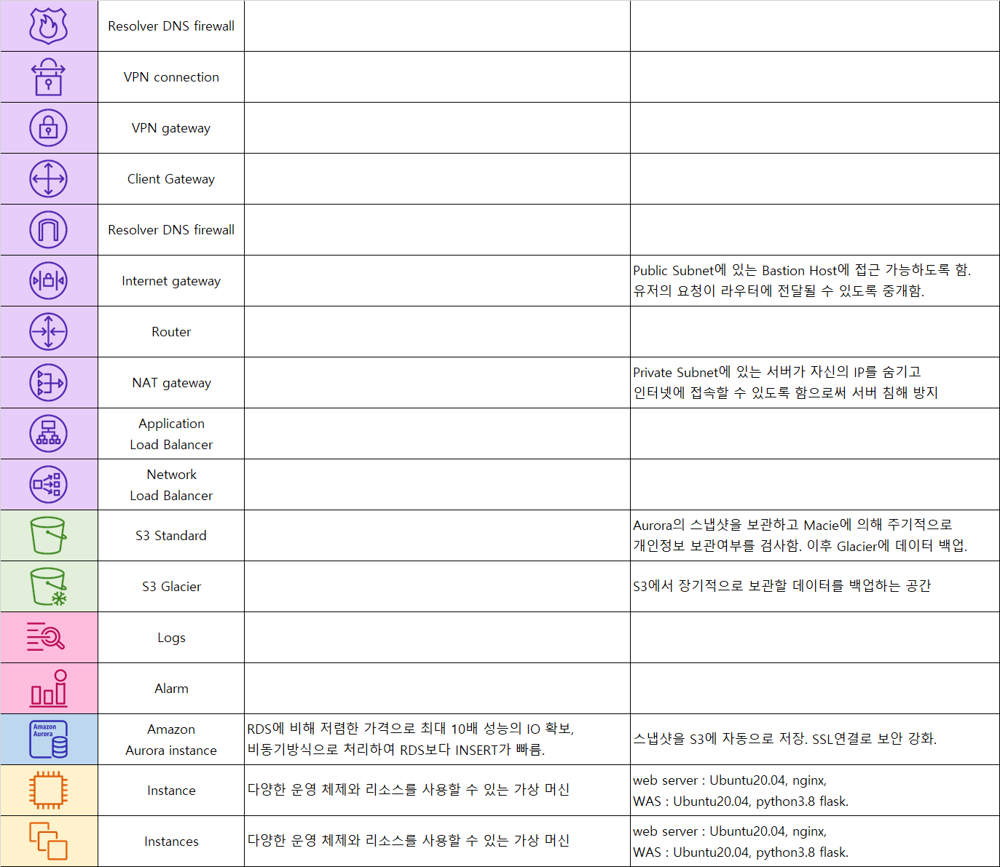 Resolver DNS firewall
VPN connection
VPN gateway
Client Gateway
Resolver DNS firewall
Internet gateway
Public Subnet에 있는 Bastion Host에 접근 가능하도록 함.
유저의 요청이 라우터에 전달될 수 있도록 중개함.
Router
NAT gateway
Private Subnet에 있는 서버가 자신의 IP를 숨기고
인터넷에 접속할 수 있도록 함으로써 서버 침해 방지
Application
Load Balancer
Network
Load Balancer
S3 Standard
Aurora의 스냅샷을 보관하고 Macie에 의해 주기적으로
개인정보 보관여부를 검사함. 이후 Glacier에 데이터 백업.
S3 Glacier
S3에서 장기적으로 보관할 데이터를 백업하는 공간
Logs
Alarm
Amazon
Aurora
Amazon
Aurora instance
RDS에 비해 저렴한 가격으로 최대 10배 성능의 IO 확보,
비동기방식으로 처리하여 RDS보다 INSERT가 빠름.
스냅샷을 S3에 자동으로 저장. SSL연결로 보안 강화.
Instance
다양한 운영 체제와 리소스를 사용할 수 있는 가상 머신
web server : Ubuntu20.04, nginx,
WAS : Ubuntu20.04, python3.8 flask.
Instances
다양한 운영 체제와 리소스를 사용할 수 있는 가상 머신
web server : Ubuntu20.04, nginx,
WAS : Ubuntu20.04, python3.8 flask.